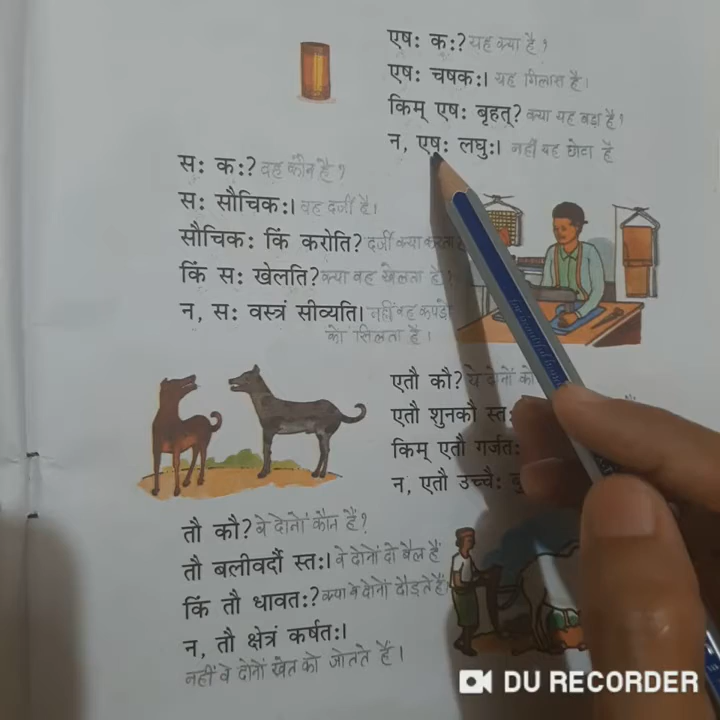 एष: क:? यह क्या है?
एष: चषक:। यह गिलास है।
किम् एष: बृहत्? क्या यह बड़ा है?
न, एष: लघु:। नहीं यह छोटा है
स: क:? वह कौन है?
स: सौचिक:। वह दर्जी है।
सौचिक: किं करोति? दर्जी क्या करता
किं स: खेलति? क्या वह खेलता है?
न, स: वस्त्रं सीव्यति। नहीं वह कपड़ो
को सिलता है।
एतौ कौ? ये दोनों
एतौ शुनकौ स्त:
किम् एतौ गर्जत:
न, एतौ उच्चै:
तौ कौ? वे दोनों कौन हैं?
तौ बलीवर्दौ स्त:। वे दोनों दो बैल हैं
किं तौ धावत:? क्या वे दोनों दौड़ते हैं
न, तौ क्षेत्रं कर्षत:।
नहीं वे दोनों खेत को जोतते हैं।
DU RECORDER